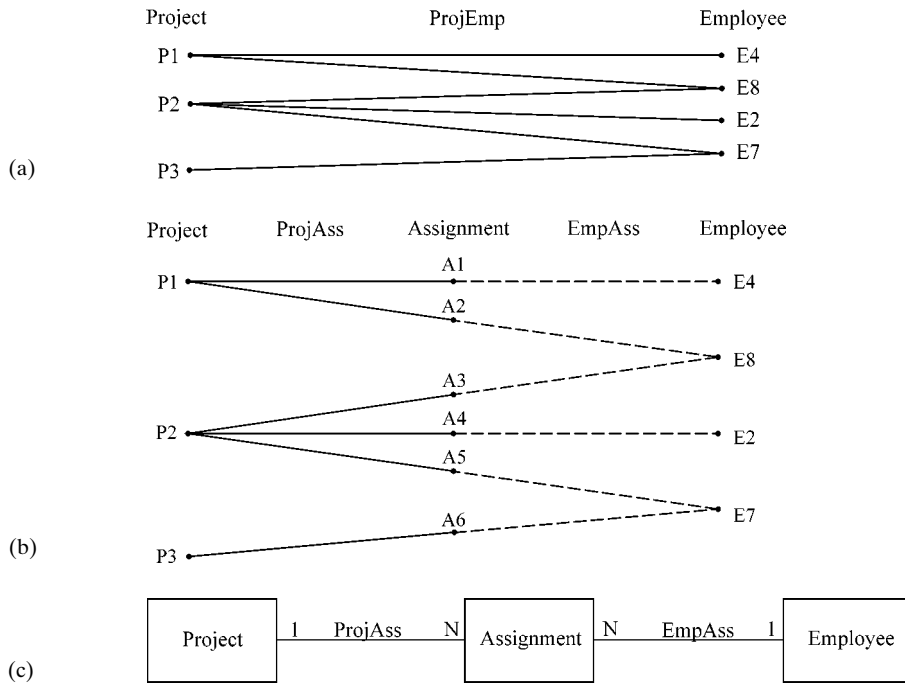 Project ProjEmp Employee
P1 E4
E8
P2 E2
E7
(a) P3
Project ProjAss Assignment EmpAss Employee
P1 A1 E4
A2
E8
A3
P2 A4 E2
A5
E7
A6
(b) P3
Project 1 ProjAss N Assignment N EmpAss 1 Employee
(c)